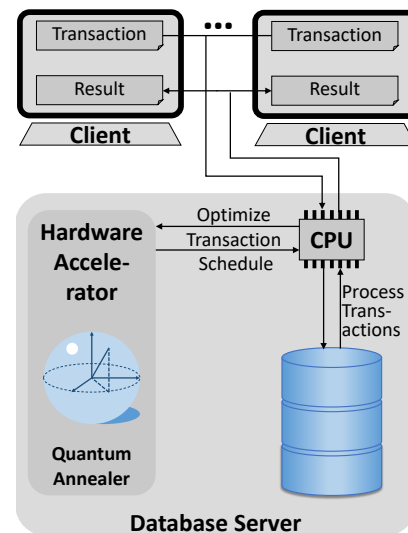 Transaction
•••
Transaction
Result
Result
Client
Client
Hardware
Accele-
rator
Optimize
Transaction
Schedule
CPU
Process
Trans-
actions
Quantum
Annealer
Database Server